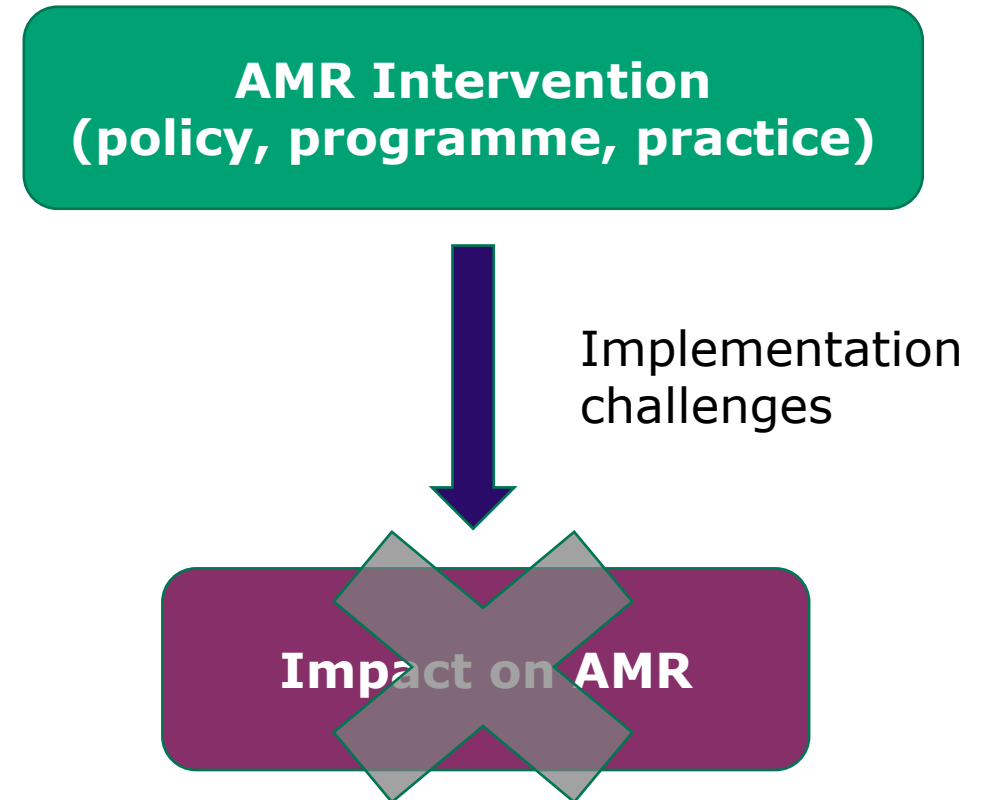 AMR Intervention
(policy, programme, practice)
Implementation
challenges
Impact on AMR